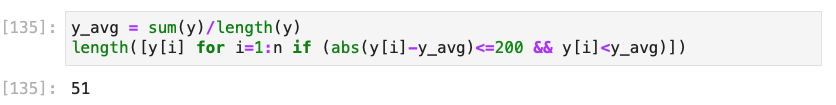 [135]: y_avg = sum(y)/length(y)
length([y[i] for i=1:n if (abs(y[i]-y_avg)<=200 && y[i]<y_avg)])
[135]: 51